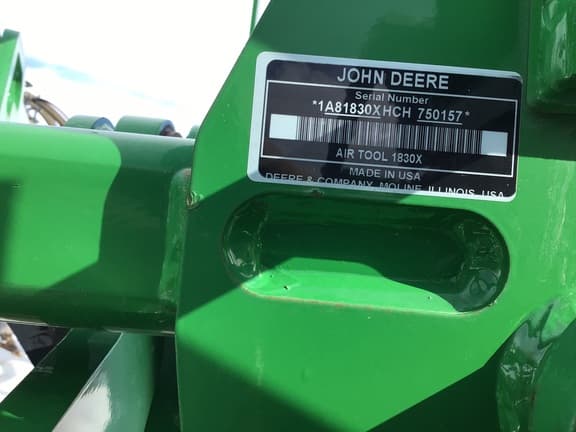 JOHN DEERE
Serial Number
*1A81830XHCH 750157*
AIR TOOL 1830X
MADE IN USA
DEERE & COMPANY MOLINE, ILLINOIS, USA